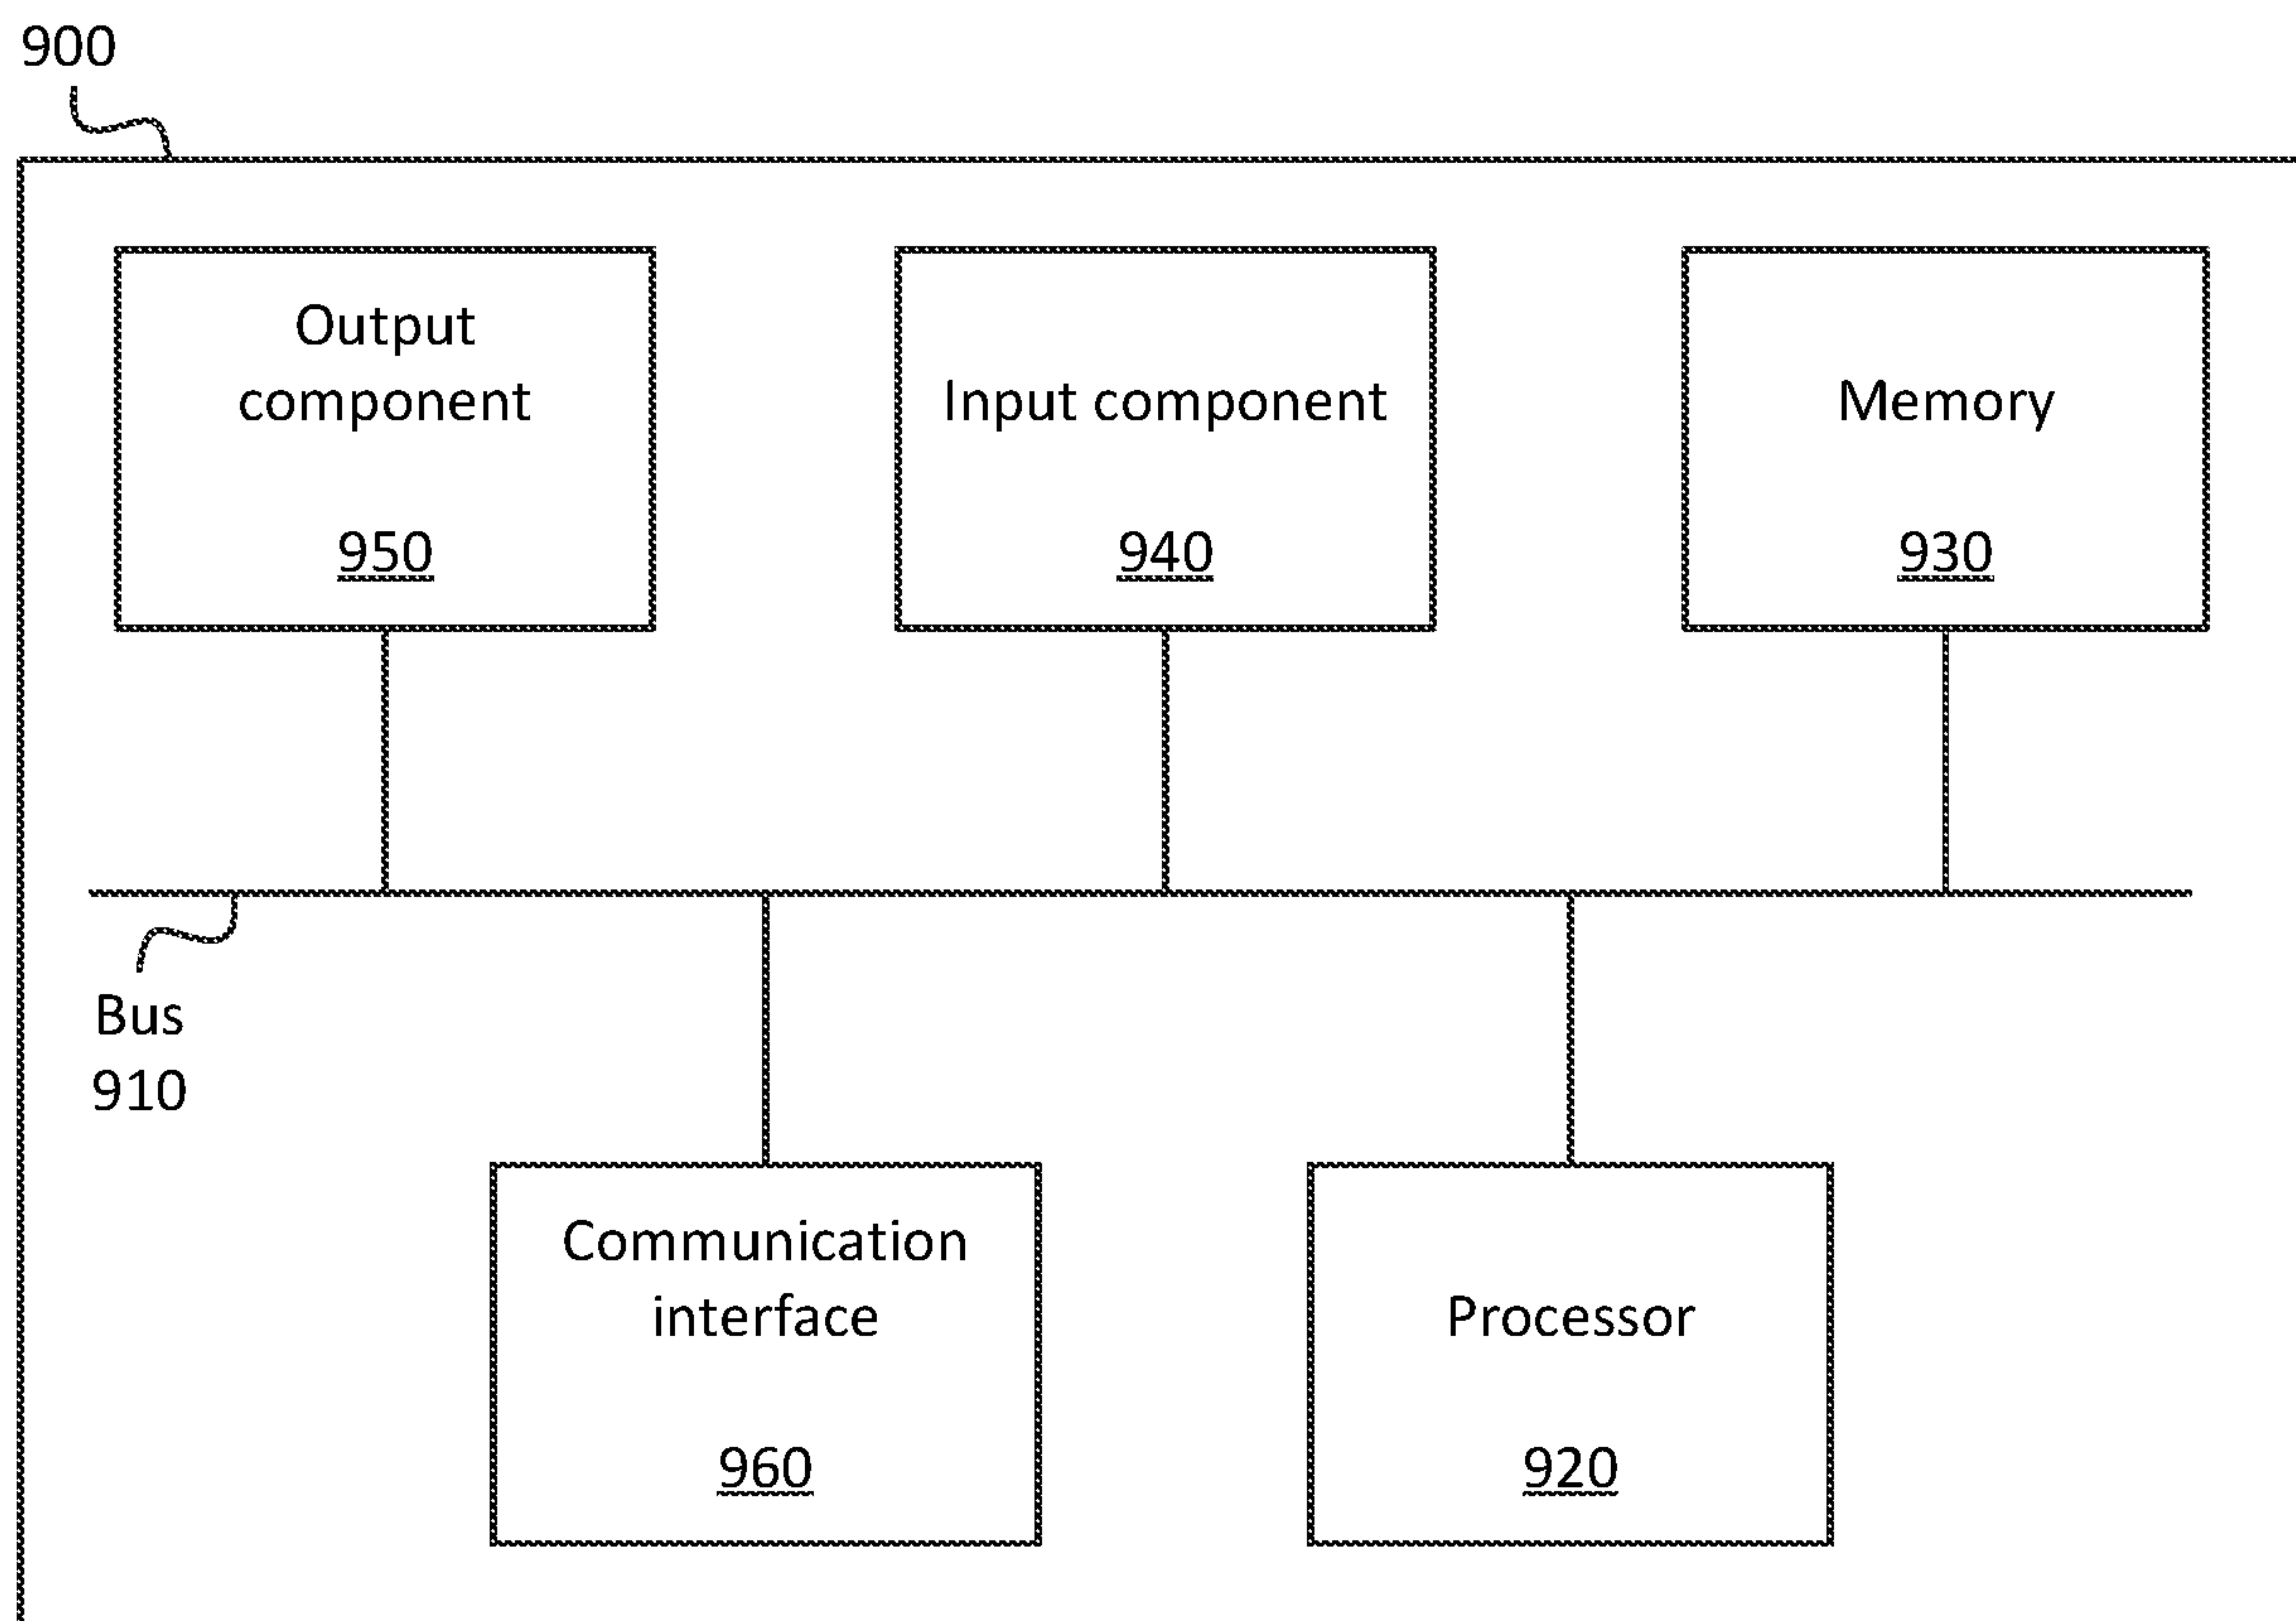 900
Output
component
950
Input component
940
Memory
930
Bus
910
Communication
interface
960
Processor
920